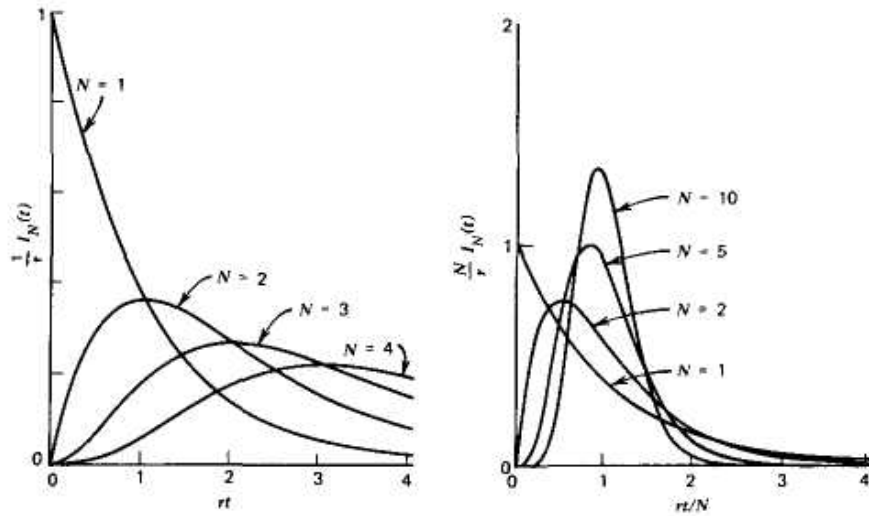 1
N = 1
N = 2
N = 3
N = 4
1/r I_N(t)
0
0 1 2 3 4
rt
2
N = 10
N = 5
1
N = 2
N = 1
N/r I_N(t)
0
0 1 2 3 4
rt/N